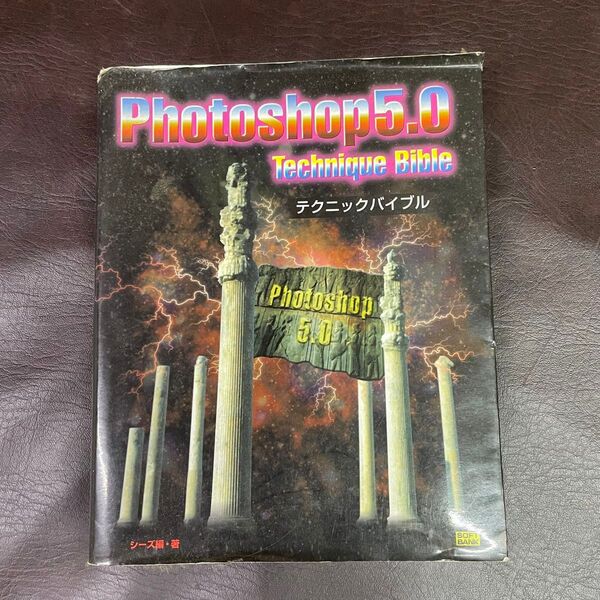 Photoshop5.0
Technique Bible
テクニックバイブル
Photoshop
5.0
シーズ編・著
SOFT
BANK